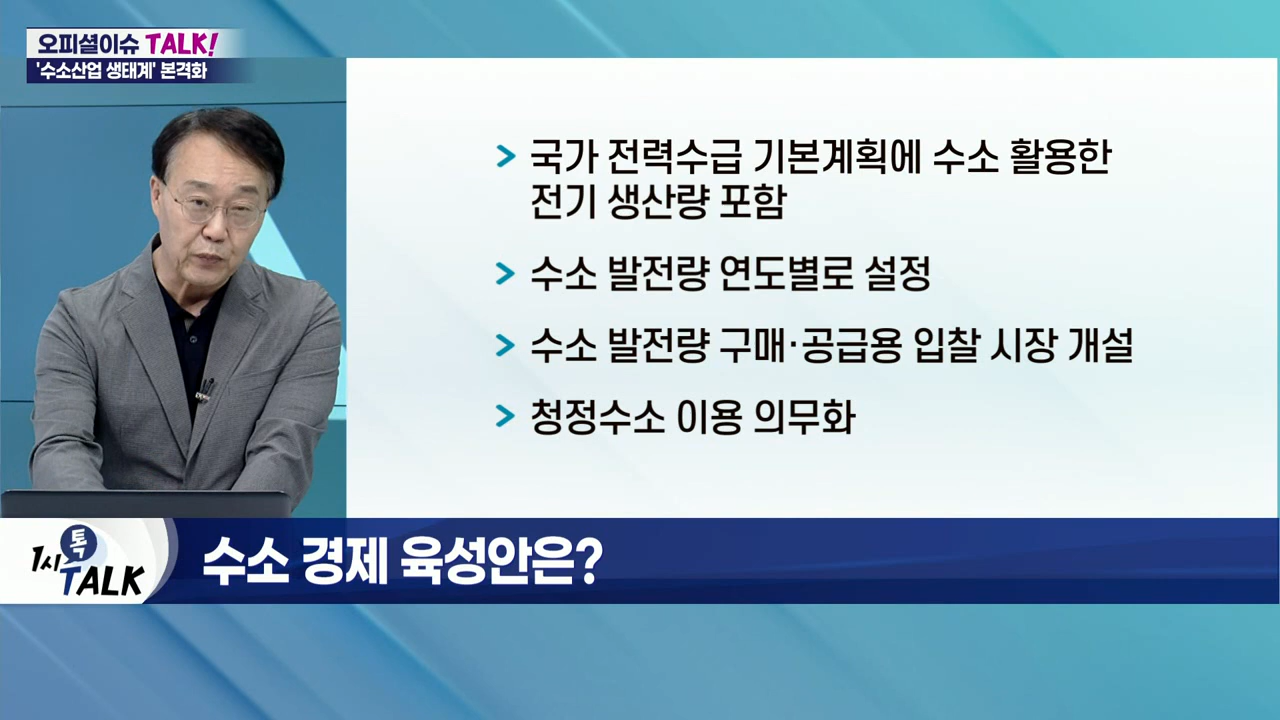 오피셜이슈 TALK!
'수소산업 생태계' 본격화
> 국가 전력수급 기본계획에 수소 활용한
전기 생산량 포함
> 수소 발전량 연도별로 설정
> 수소 발전량 구매·공급용 입찰 시장 개설
> 청정수소 이용 의무화
1시 톡 TALK
수소 경제 육성안은?